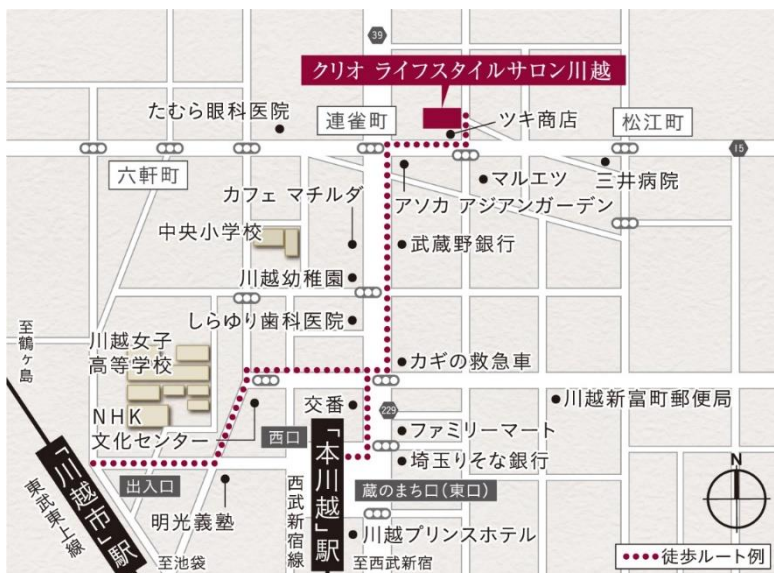 39
クリオ ライフスタイルサロン川越
たむら眼科医院
連雀町
ツキ商店
松江町
15
六軒町
カフェ マチルダ
アソカ アジアンガーデン
マルエツ
三井病院
中央小学校
武蔵野銀行
川越幼稚園
至鶴ヶ島
川越女子
高等学校
しらゆり歯科医院
カギの救急車
NHK
文化センター
交番
229
川越新富町郵便局
西口
ファミリーマート
埼玉りそな銀行
「川越市」駅
東武東上線
出入口
明光義塾
至池袋
西武新宿線
「本川越」駅
蔵のまち口(東口)
川越プリンスホテル
至西武新宿
N
徒歩ルート例